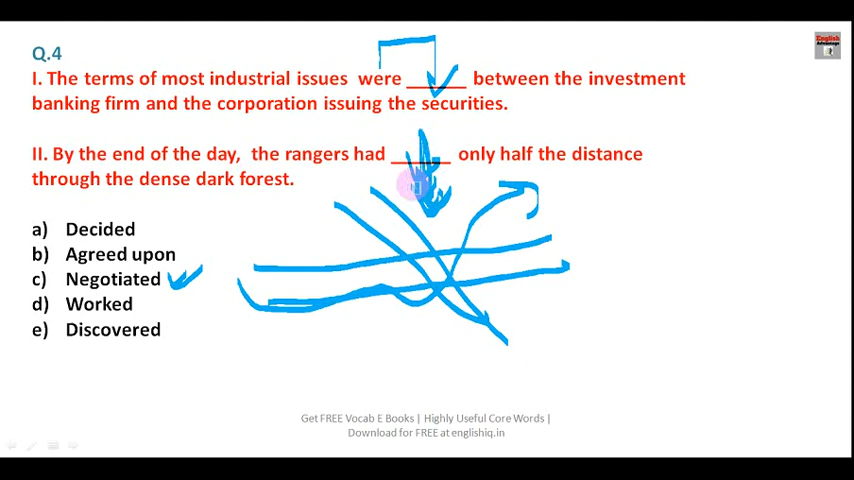 English
Advantage
Q.4
I. The terms of most industrial issues were ______ between the investment
banking firm and the corporation issuing the securities.
II. By the end of the day, the rangers had ______ only half the distance
through the dense dark forest.
a) Decided
b) Agreed upon
c) Negotiated
d) Worked
e) Discovered
Get FREE Vocab E Books | Highly Useful Core Words |
Download for FREE at englishiq.in